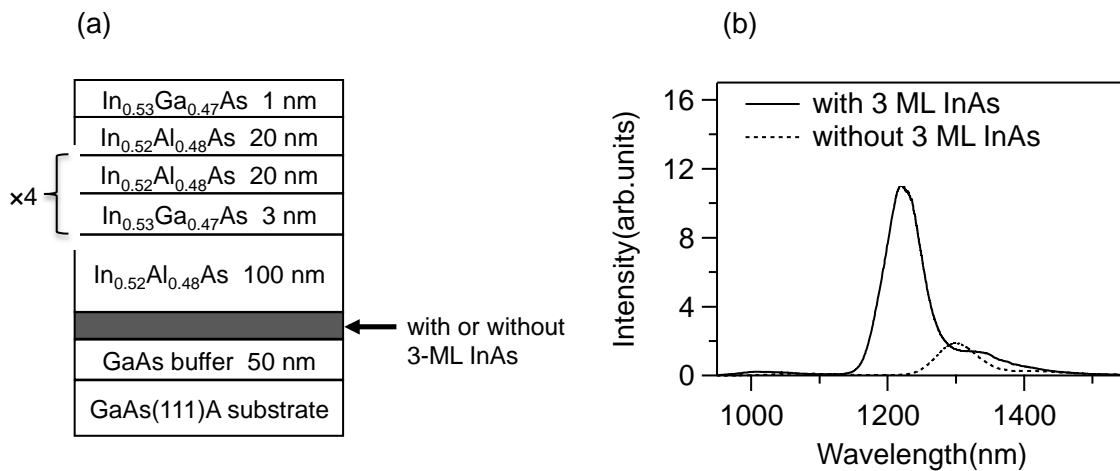 (a)
In0.53Ga0.47As 1 nm
In0.52Al0.48As 20 nm
In0.52Al0.48As 20 nm
×4
In0.53Ga0.47As 3 nm
In0.52Al0.48As 100 nm
with or without
3-ML InAs
GaAs buffer 50 nm
GaAs(111)A substrate
(b)
16
12
8
4
0
Intensity(arb.units)
with 3 ML InAs
without 3 ML InAs
1000 1200 1400
Wavelength(nm)